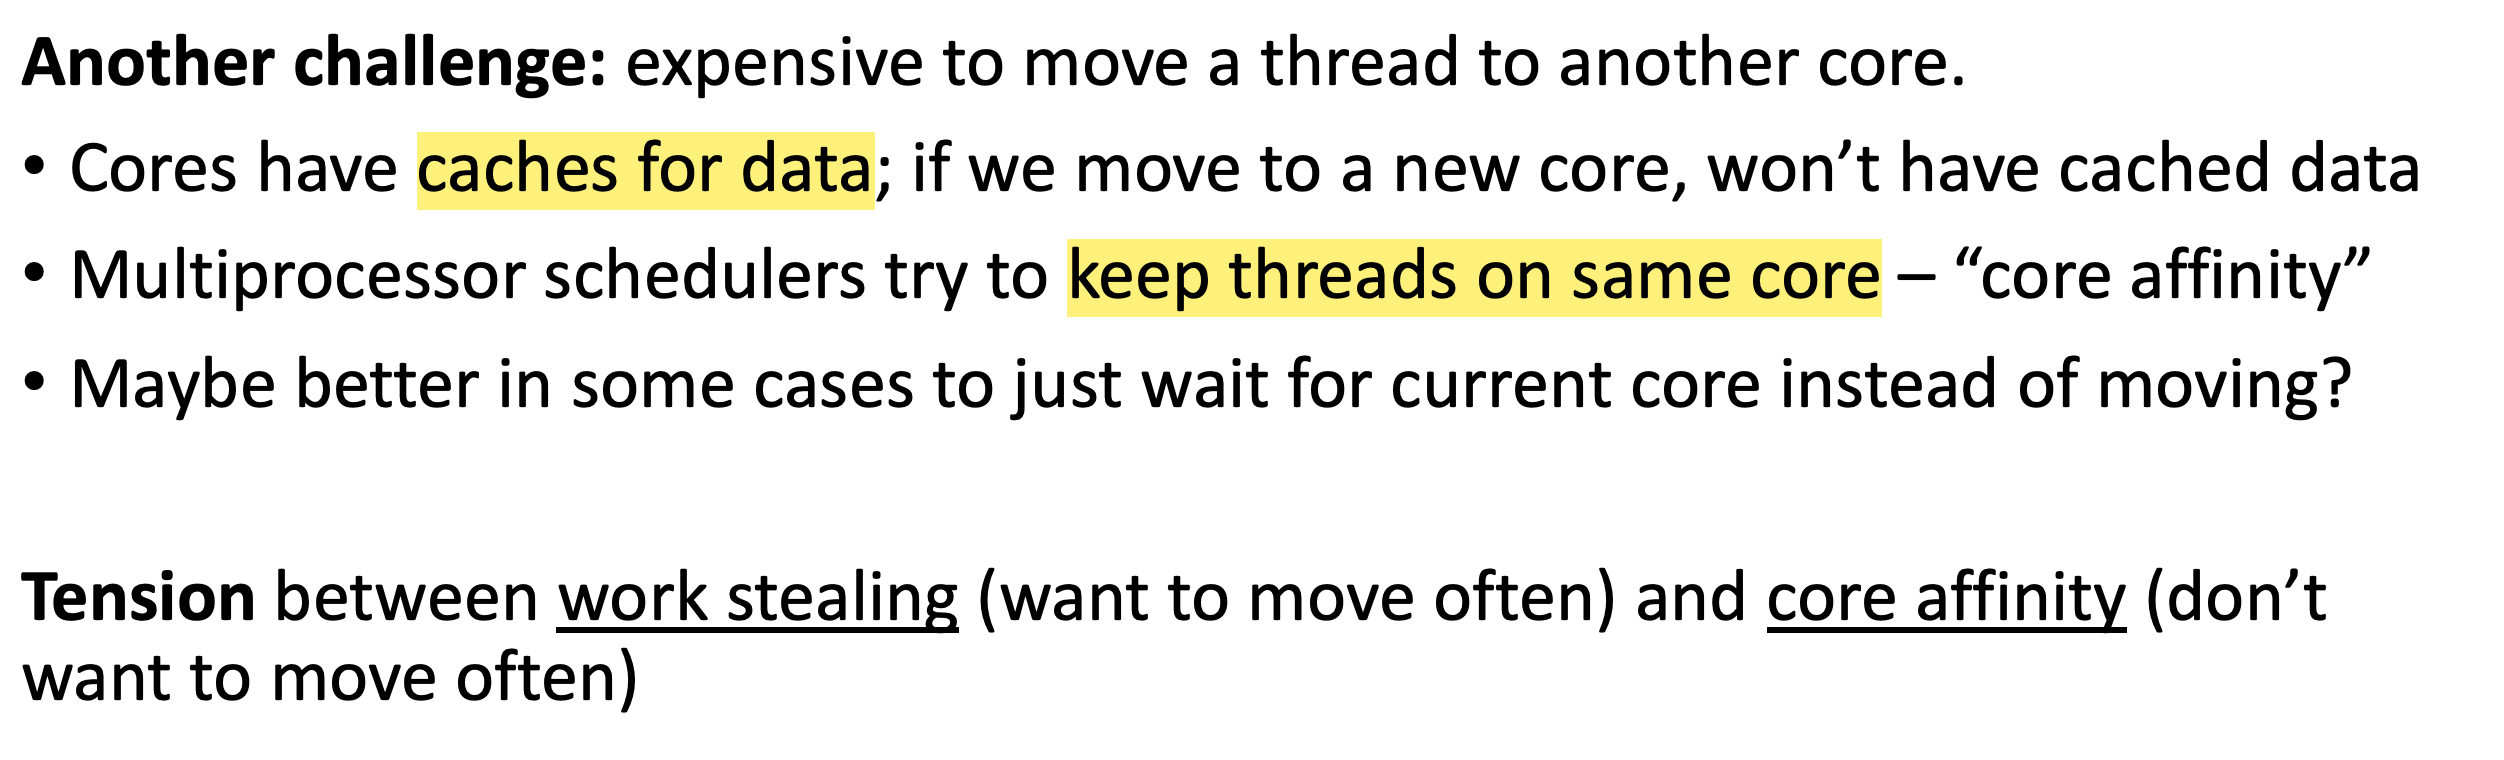 Another challenge: expensive to move a thread to another core.
• Cores have caches for data; if we move to a new core, won’t have cached data
• Multiprocessor schedulers try to keep threads on same core – “core affinity”
• Maybe better in some cases to just wait for current core instead of moving?
Tension between work stealing (want to move often) and core affinity (don’t
want to move often)